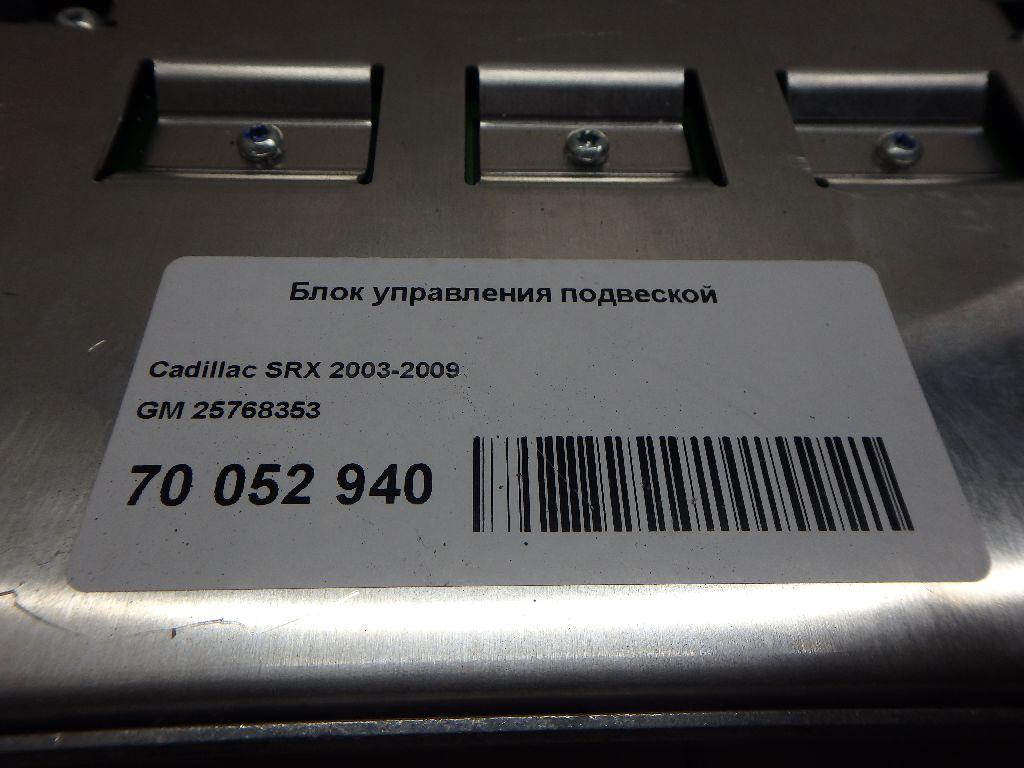 Блок управления подвеской
Cadillac SRX 2003-2009
GM 25768353
70 052 940